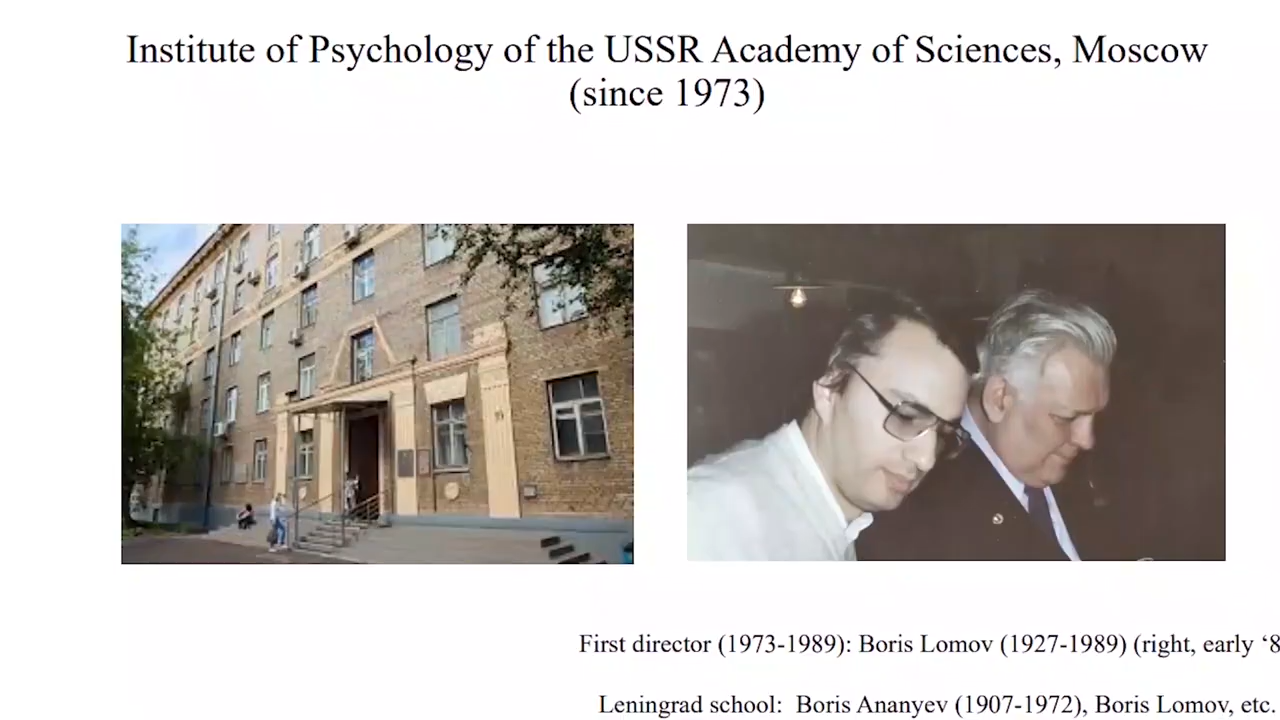 Institute of Psychology of the USSR Academy of Sciences, Moscow
(since 1973)
First director (1973-1989): Boris Lomov (1927-1989) (right, early ‘8
Leningrad school: Boris Ananyev (1907-1972), Boris Lomov, etc.